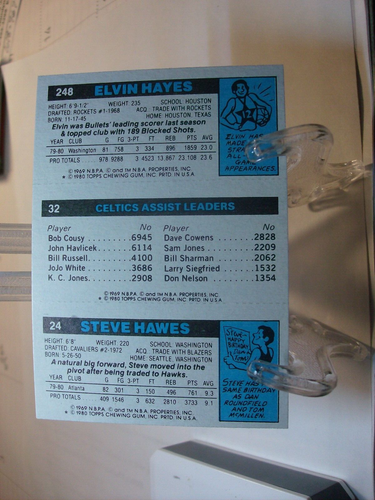 248 ELVIN HAYES
HEIGHT: 6'9-1/2" WEIGHT: 235 SCHOOL: HOUSTON
DRAFTED: ROCKETS #1-1968 ACQ.: TRADE WITH ROCKETS
BORN: 11-17-45 HOME: HOUSTON, TEXAS
Elvin was Bullets' leading scorer last season
& topped club with 189 Blocked Shots.
YEAR CLUB G FG 3-PT FT REB PTS AVG
79-80 Washington 81 758 3 334 896 1859 23.0
PRO TOTALS 978 9288 3 4523 13,867 23,108 23.6
© 1969 N.B.P.A. © and TM N.B.A. PROPERTIES, INC.
* © 1980 TOPPS CHEWING GUM, INC. PRTD. IN U.S.A.
ELVIN HAS
MADE
ALL-
GAME
APPEARANCES.
32 CELTICS ASSIST LEADERS
Player No Player No
Bob Cousy 6945 Dave Cowens 2828
John Havlicek 6114 Sam Jones 2209
Bill Russell 4100 Bill Sharman 2062
JoJo White 3686 Larry Siegfried 1532
K. C. Jones 2908 Don Nelson 1354
© 1969 N.B.P.A. © and TM N.B.A. PROPERTIES, INC.
* © 1980 TOPPS CHEWING GUM, INC. PRTD. IN U.S.A.
24 STEVE HAWES
HEIGHT: 6'8" WEIGHT: 220 SCHOOL: WASHINGTON
DRAFTED: CAVALIERS #2-1972 ACQ.: TRADE WITH BLAZERS
BORN: 5-26-50 HOME: SEATTLE, WASHINGTON
A natural big forward, Steve moved into the
pivot after being traded to Hawks.
YEAR CLUB G FG 3-PT FT REB PTS AVG
79-80 Atlanta 82 301 3 150 496 761 9.3
PRO TOTALS 409 1546 3 632 2810 3733 9.1
© 1969 N.B.P.A. © and TM N.B.A. PROPERTIES, INC.
* © 1980 TOPPS CHEWING GUM, INC. PRTD. IN U.S.A.
HAPPY
BIRTHDAY
STEVE HAS
SAME BIRTHDAY
AS DAN
ROUNDFIELD
AND TOM
McMILLEN.